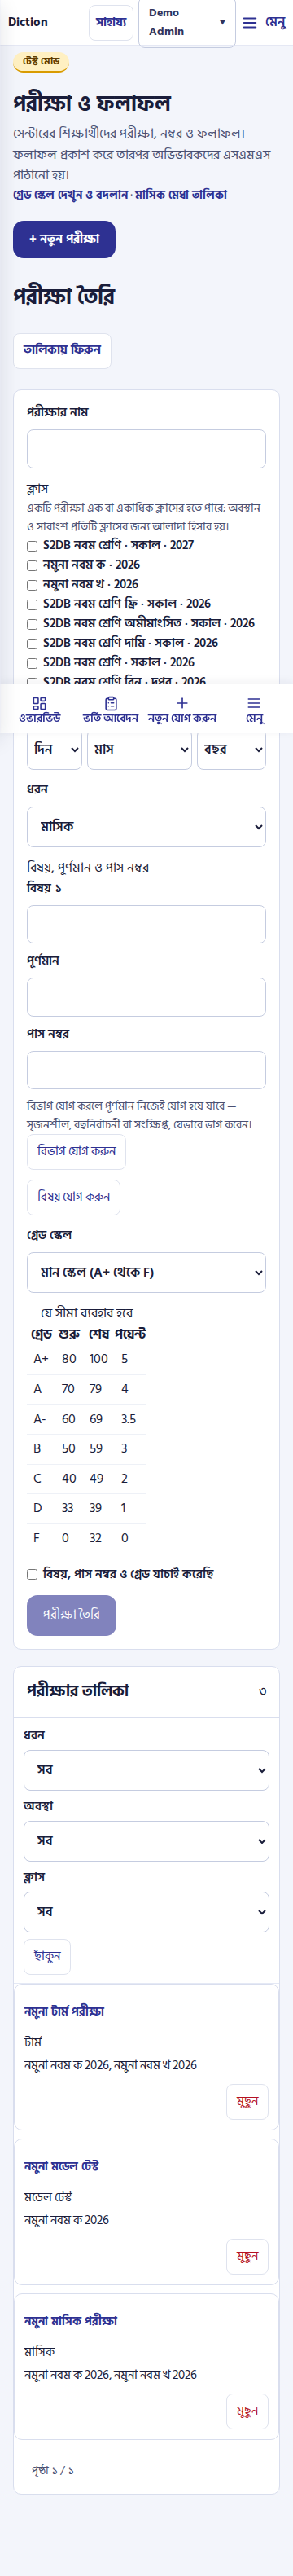 Diction
সাহায্য
Demo
Admin
মেনু
টেস্ট মোড
পরীক্ষা ও ফলাফল
সেন্টারের শিক্ষার্থীদের পরীক্ষা, নম্বর ও ফলাফল।
ফলাফল প্রকাশ করে তারপর অভিভাবকদের এসএমএস
পাঠানো হয়।
গ্রেড স্কেল দেখুন ও বদলান · মাসিক মেধা তালিকা
+ নতুন পরীক্ষা
পরীক্ষা তৈরি
তালিকায় ফিরুন
পরীক্ষার নাম
ক্লাস
একটি পরীক্ষা এক বা একাধিক ক্লাসের হতে পারে; অবস্থান
ও সারাংশ প্রতিটি ক্লাসের জন্য আলাদা হিসাব হয়।
S2DB নবম শ্রেণি · সকাল · 2027
নমুনা নবম ক · 2026
নমুনা নবম খ · 2026
S2DB নবম শ্রেণি ফ্রি · সকাল · 2026
S2DB নবম শ্রেণি অমীমাংসিত · সকাল · 2026
S2DB নবম শ্রেণি দামি · সকাল · 2026
S2DB নবম শ্রেণি · সকাল · 2026
S2DB নবম শ্রেণি দিন · দুপুর · 2026
ওভারভিউ
ভর্তি আবেদন
নতুন যোগ করুন
মেনু
দিন
মাস
বছর
ধরন
মাসিক
বিষয়, পূর্ণমান ও পাস নম্বর
বিষয় ১
পূর্ণমান
পাস নম্বর
বিভাগ যোগ করলে পূর্ণমান নিজেই যোগ হয়ে যাবে —
সৃজনশীল, বহুনির্বাচনী বা সংক্ষিপ্ত, যেভাবে ভাগ করেন।
বিভাগ যোগ করুন
বিষয় যোগ করুন
গ্রেড স্কেল
মান স্কেল (A+ থেকে F)
যে সীমা ব্যবহার হবে
গ্রেড শুরু শেষ পয়েন্ট
A+ 80 100 5
A 70 79 4
A- 60 69 3.5
B 50 59 3
C 40 49 2
D 33 39 1
F 0 32 0
বিষয়, পাস নম্বর ও গ্রেড যাচাই করেছি
পরীক্ষা তৈরি
পরীক্ষার তালিকা
৩
ধরন
সব
অবস্থা
সব
ক্লাস
সব
ছাঁকুন
নমুনা টার্ম পরীক্ষা
টার্ম
নমুনা নবম ক 2026, নমুনা নবম খ 2026
মুছুন
নমুনা মডেল টেস্ট
মডেল টেস্ট
নমুনা নবম ক 2026
মুছুন
নমুনা মাসিক পরীক্ষা
মাসিক
নমুনা নবম ক 2026, নমুনা নবম খ 2026
মুছুন
পৃষ্ঠা ১ / ১